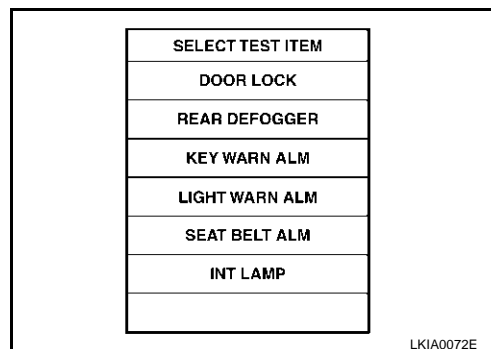 SELECT TEST ITEM
DOOR LOCK
REAR DEFOGGER
KEY WARN ALM
LIGHT WARN ALM
SEAT BELT ALM
INT LAMP
LKIA0072E